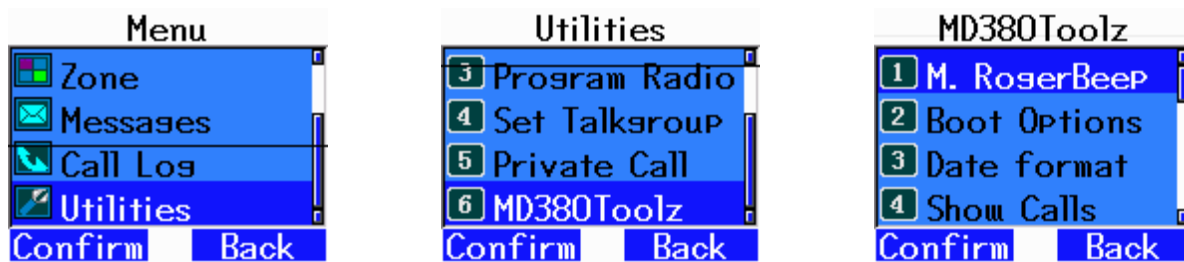 Menu
Zone
Messages
Call Log
Utilities
Confirm Back
Utilities
3 Program Radio
4 Set Talkgroup
5 Private Call
6 MD380Toolz
Confirm Back
MD380Toolz
1 M. RogerBeep
2 Boot Options
3 Date format
4 Show Calls
Confirm Back